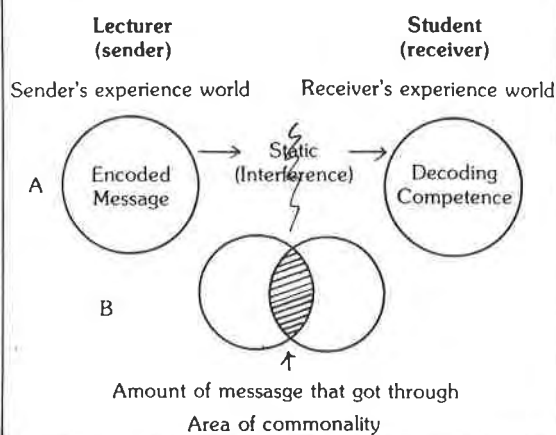 Lecturer
(sender)
Student
(receiver)
Sender's experience world
Receiver's experience world
A
Encoded
Message
Static
(Interference)
Decoding
Competence
B
Amount of messasge that got through
Area of commonality